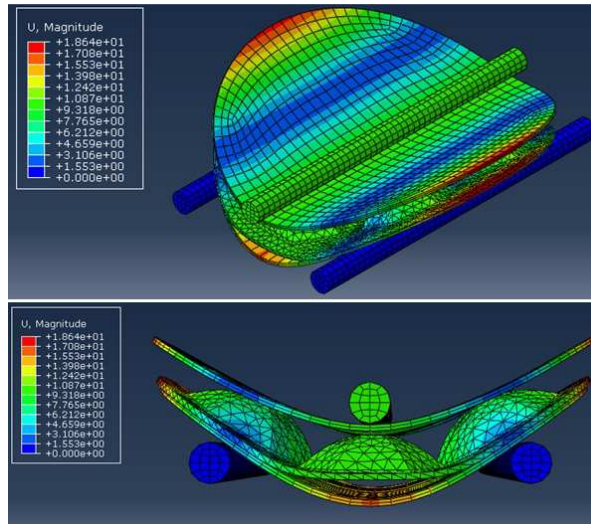 U, Magnitude
+1.864e+01
+1.708e+01
+1.553e+01
+1.398e+01
+1.242e+01
+1.087e+01
+9.318e+00
+7.765e+00
+6.212e+00
+4.659e+00
+3.106e+00
+1.553e+00
+0.000e+00
U, Magnitude
+1.864e+01
+1.708e+01
+1.553e+01
+1.398e+01
+1.242e+01
+1.087e+01
+9.318e+00
+7.765e+00
+6.212e+00
+4.659e+00
+3.106e+00
+1.553e+00
+0.000e+00